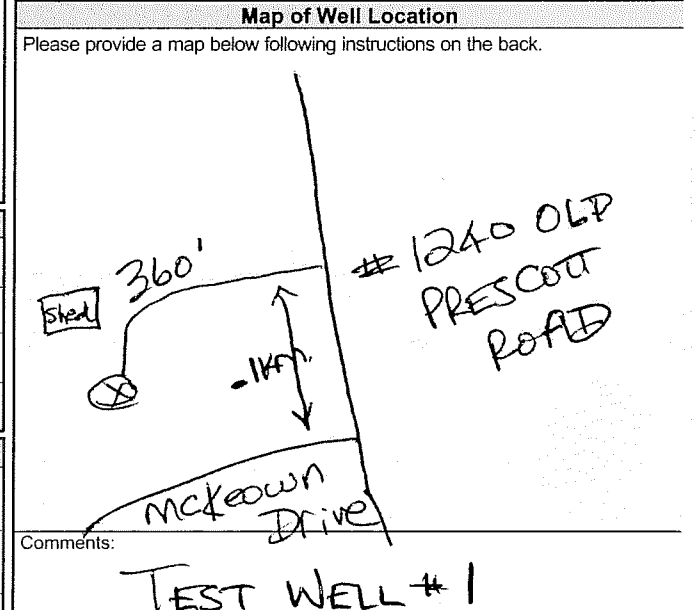 Map of Well Location
Please provide a map below following instructions on the back.
360'
Shed
X
# 1240 OLD
PRESCOTT
ROAD
.1km.
McKeown
Drive
Comments:
TEST WELL #1